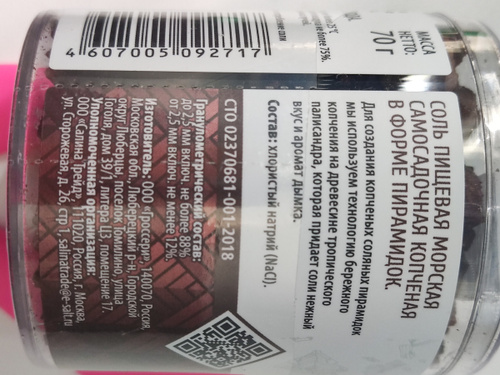 СОЛЬ ПИЩЕВАЯ МОРСКАЯ
САМОСАДОЧНАЯ КОПЧЕНАЯ
В ФОРМЕ ПИРАМИДОК.
Для создания копченых соляных пирамидок
мы используем технологию бережного
копчения на древесине тропического
палисандра, которая придает соли нежный
вкус и аромат дымка.
Состав: хлористый натрий (NaCl).
СТО 02370681-001-2018
Гранулометрический состав:
до 2,5 мм включ. не более 88%
от 2,5 мм включ. не менее 12%
Изготовитель: ООО «Гроссери», 140070, Россия,
Московская обл., Люберецкий р-н, Городской
округ Люберцы, поселок Томилино, улица
Гоголя, дом 39/1, литера Ц3, помещение 17.
Уполномоченная организация:
ООО «Салина Трейд», 111020, Россия, г. Москва,
ул. Сторожевая, д. 26, стр 1, salinatrade@e-salt.ru
МАССА
НЕТТО:
70 г
25 °С
более 75%.
4 607005 092717